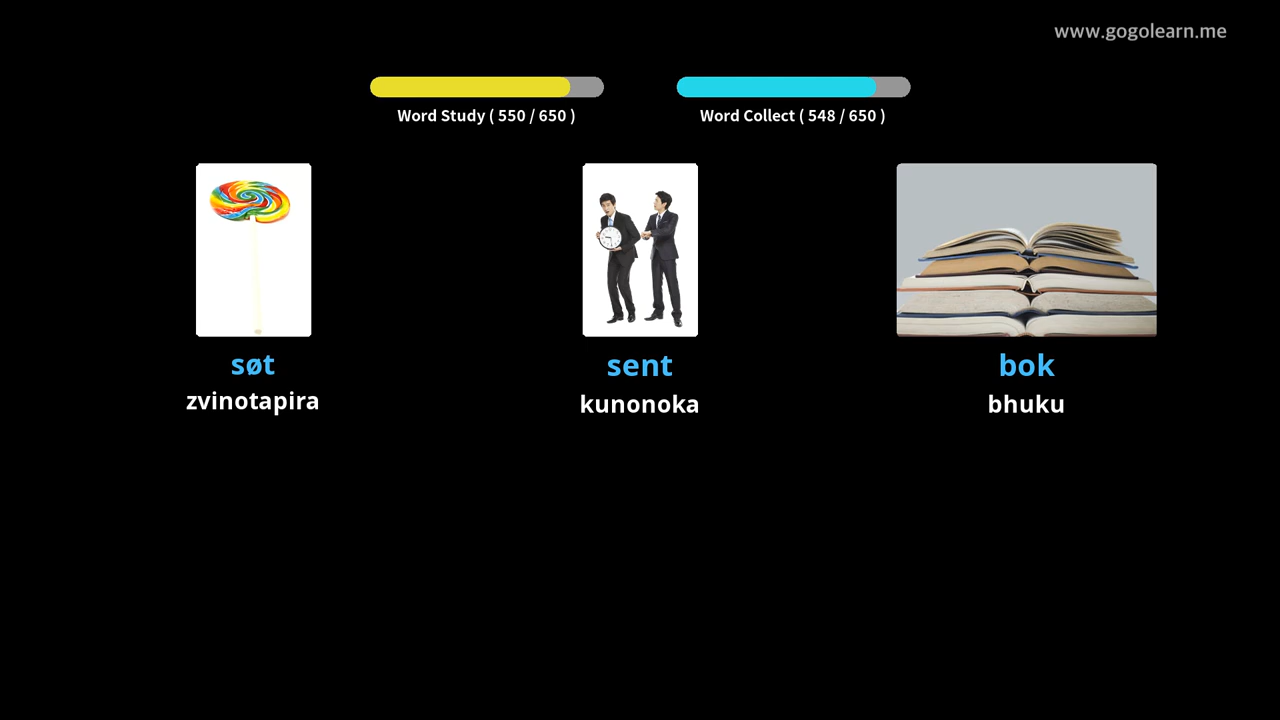 www.gogolearn.me
Word Study ( 550 / 650 )
Word Collect ( 548 / 650 )
søt
zvinotapira
sent
kunonoka
bok
bhuku